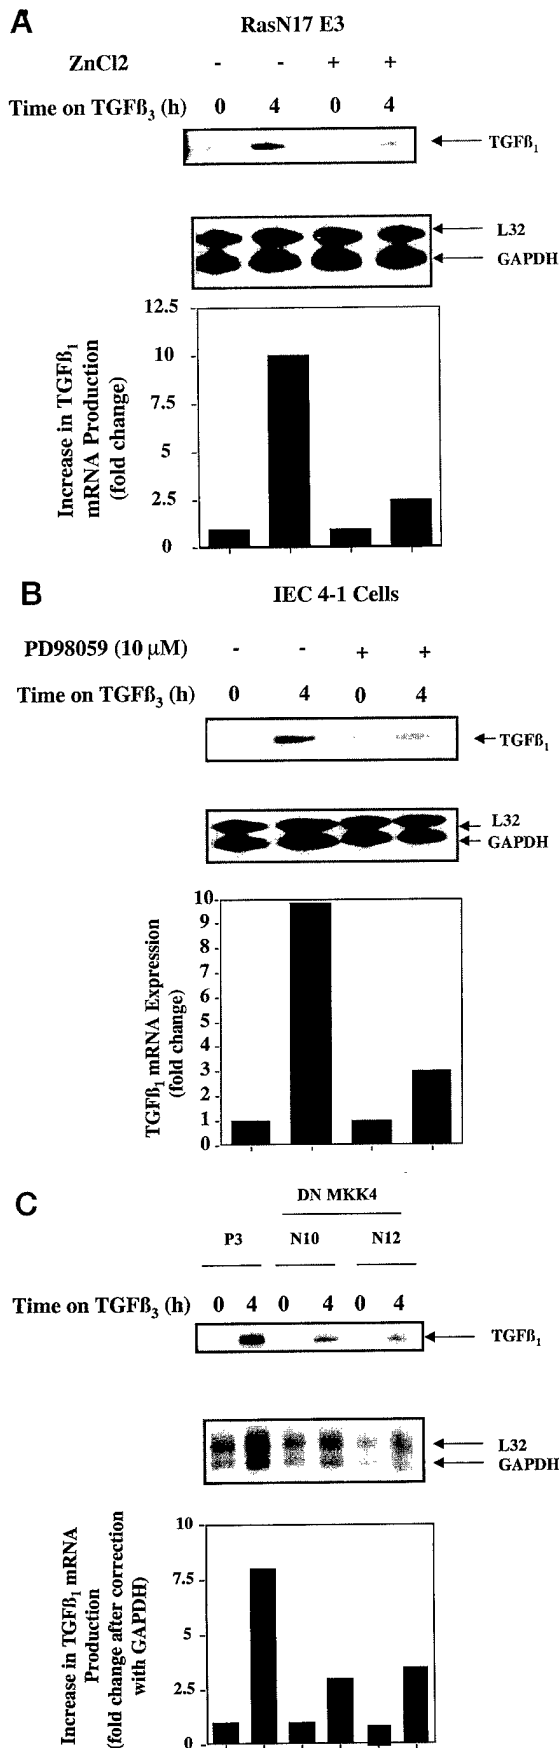 A
RasN17 E3
ZnCl2 - - + +
Time on TGFß3 (h) 0 4 0 4
TGFß1
L32
GAPDH
Increase in TGFß1
mRNA Production
(fold change)
12.5
10
7.5
5
2.5
0
B
IEC 4-1 Cells
PD98059 (10 µM) - - + +
Time on TGFß3 (h) 0 4 0 4
TGFß1
L32
GAPDH
TGFß1 mRNA Expression
(fold change)
10
9
8
7
6
5
4
3
2
1
0
C
DN MKK4
P3 N10 N12
Time on TGFß3 (h) 0 4 0 4 0 4
TGFß1
L32
GAPDH
Increase in TGFß1 mRNA
Production
(fold change after correction
with GAPDH)
10
7.5
5
2.5
0